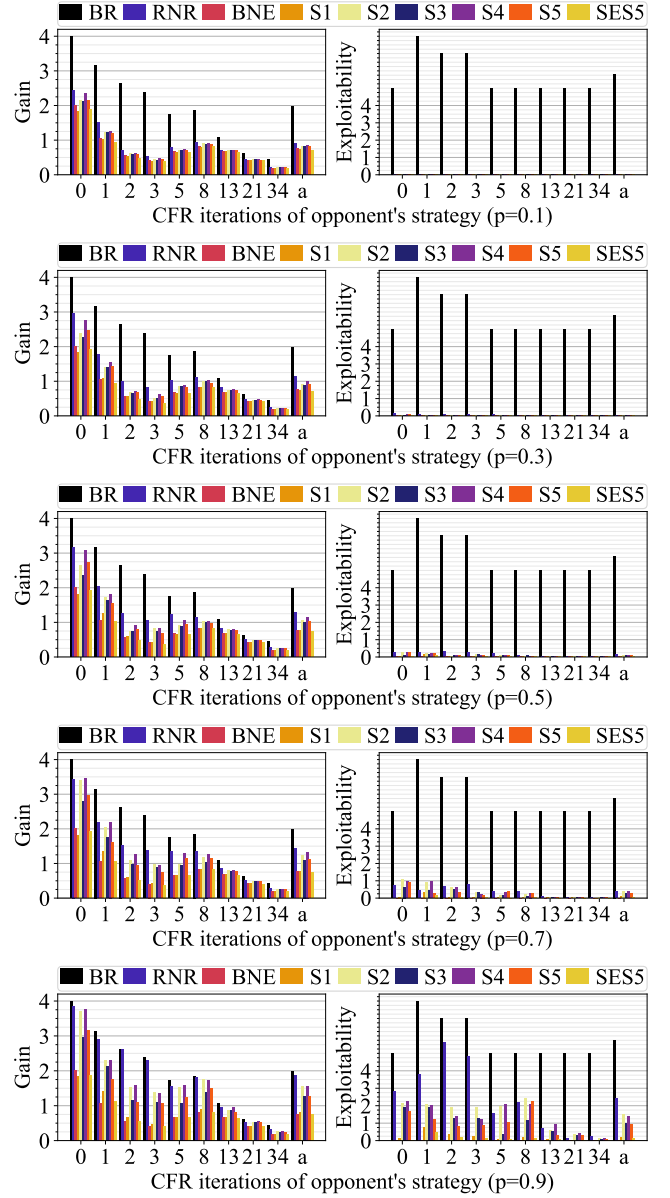 BR RNR BNE S1 S2 S3 S4 S5 SES5
Gain
4
3
2
1
0
0 1 2 3 5 8 13 21 34 a
Exploitability
4
3
2
1
0
0 1 2 3 5 8 13 21 34 a
CFR iterations of opponent's strategy (p=0.1)
BR RNR BNE S1 S2 S3 S4 S5 SES5
Gain
4
3
2
1
0
0 1 2 3 5 8 13 21 34 a
Exploitability
4
3
2
1
0
0 1 2 3 5 8 13 21 34 a
CFR iterations of opponent's strategy (p=0.3)
BR RNR BNE S1 S2 S3 S4 S5 SES5
Gain
4
3
2
1
0
0 1 2 3 5 8 13 21 34 a
Exploitability
4
3
2
1
0
0 1 2 3 5 8 13 21 34 a
CFR iterations of opponent's strategy (p=0.5)
BR RNR BNE S1 S2 S3 S4 S5 SES5
Gain
4
3
2
1
0
0 1 2 3 5 8 13 21 34 a
Exploitability
4
3
2
1
0
0 1 2 3 5 8 13 21 34 a
CFR iterations of opponent's strategy (p=0.7)
BR RNR BNE S1 S2 S3 S4 S5 SES5
Gain
4
3
2
1
0
0 1 2 3 5 8 13 21 34 a
Exploitability
4
3
2
1
0
0 1 2 3 5 8 13 21 34 a
CFR iterations of opponent's strategy (p=0.9)